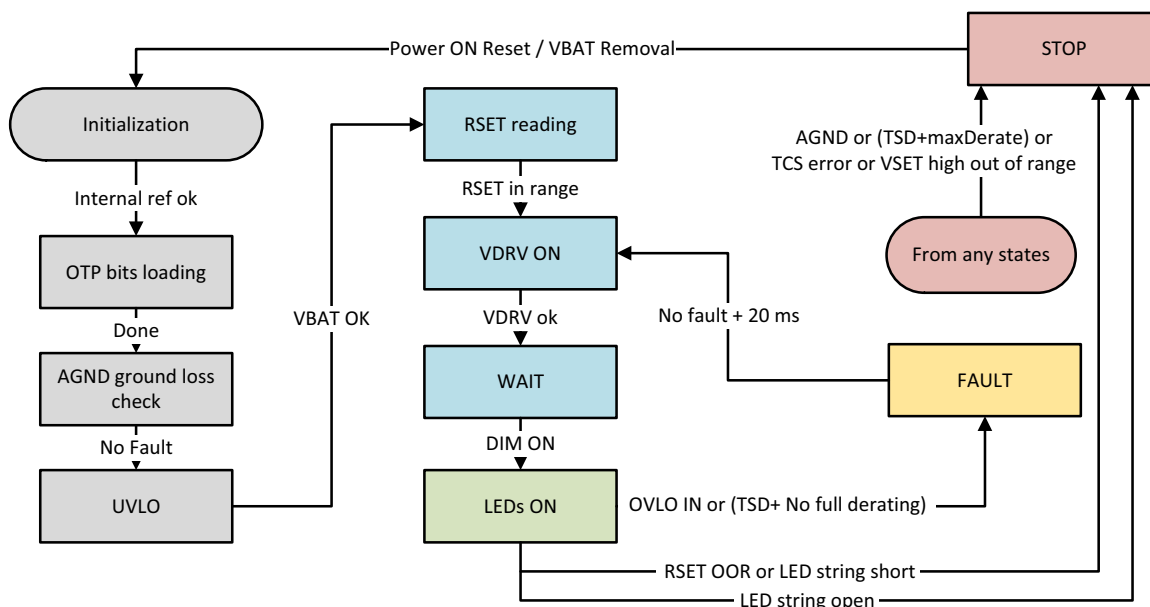 Power ON Reset / VBAT Removal
STOP
Initialization
RSET reading
AGND or (TSD+maxDerate) or
TCS error or VSET high out of range
Internal ref ok
RSET in range
OTP bits loading
VDRV ON
From any states
Done
VBAT OK
VDRV ok
No fault + 20 ms
AGND ground loss
check
WAIT
FAULT
No Fault
DIM ON
UVLO
LEDs ON
OVLO IN or (TSD+ No full derating)
RSET OOR or LED string short
LED string open